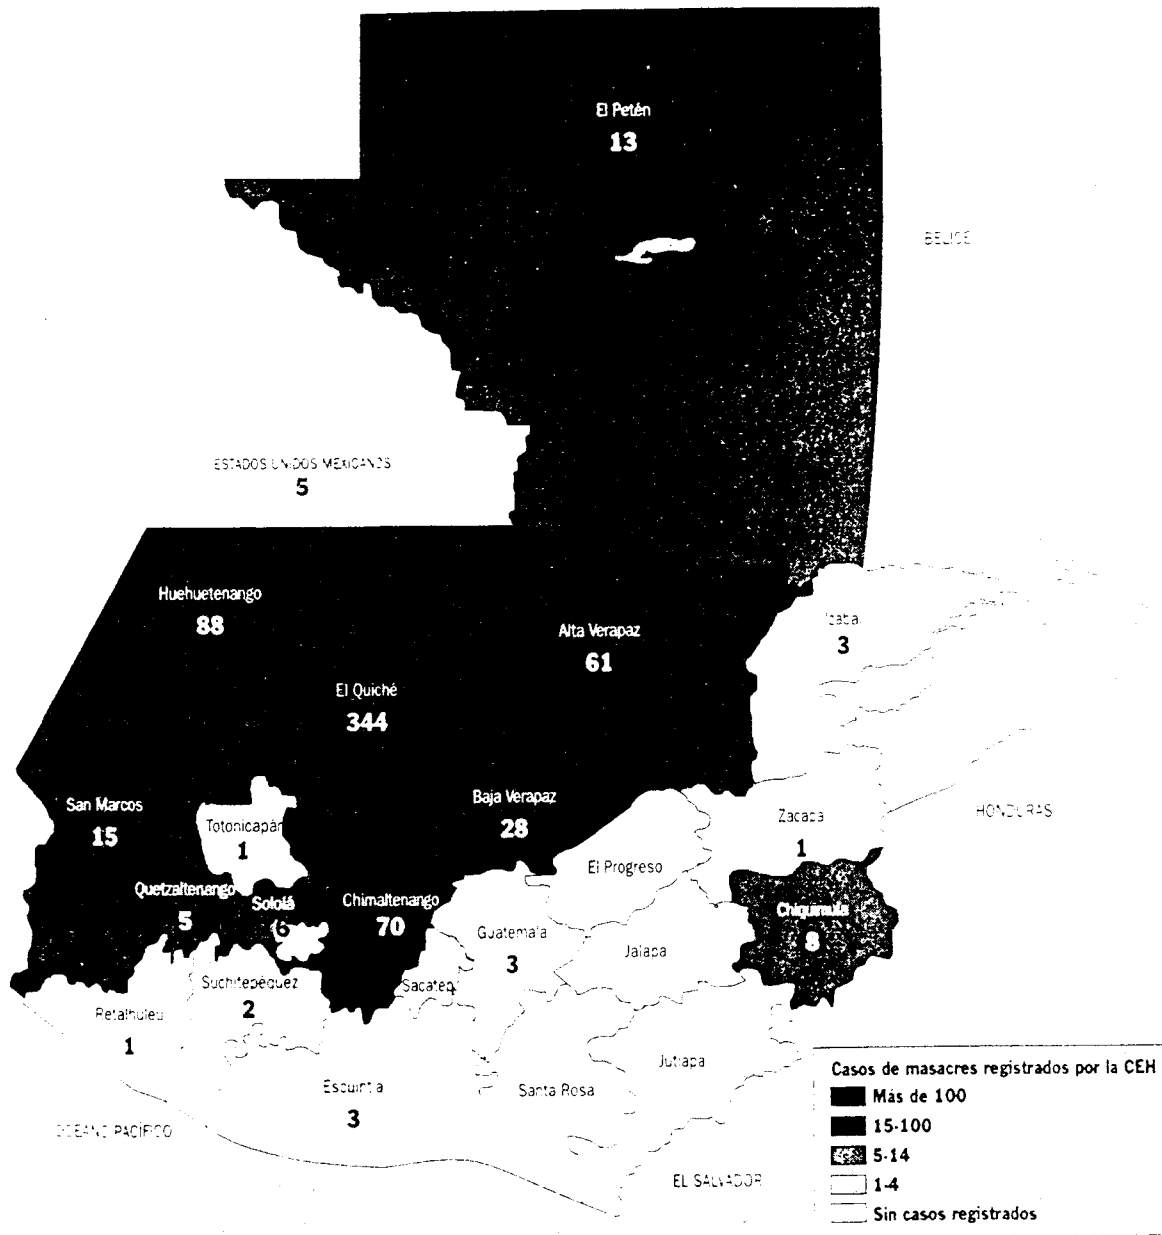 El Petén
13
BELICE
ESTADOS UNIDOS MEXICANOS
5
Huehuetenango
88
Alta Verapaz
61
Izabal
3
El Quiché
344
San Marcos
15
Totonicapán
1
Baja Verapaz
28
Zacapa
1
HONDURAS
El Progreso
Quetzaltenango
5
Sololá
6
Chimaltenango
70
Guatemala
3
Jalapa
Chiquimula
8
Suchitepéquez
2
Sacatep.
Retalhuleu
1
Escuintla
3
Santa Rosa
Jutiapa
OCEANO PACÍFICO
EL SALVADOR
Casos de masacres registrados por la CEH
Más de 100
15-100
5-14
1-4
Sin casos registrados